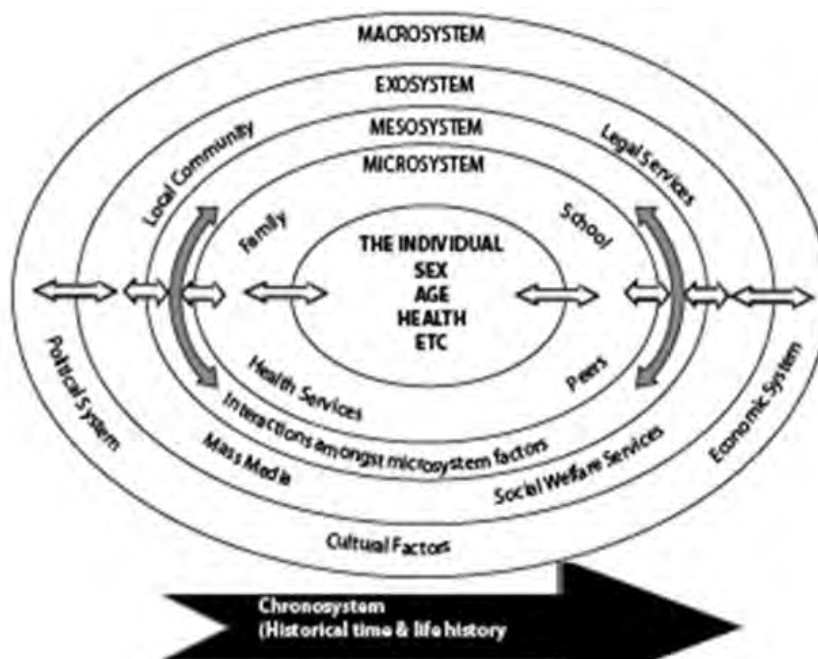 MACROSYSTEM
EXOSYSTEM
MESOSYSTEM
MICROSYSTEM
Local Community
Legal Services
Family
School
THE INDIVIDUAL
SEX
AGE
HEALTH
ETC
Health Services
Peers
Interactions amongst microsystem factors
Political System
Economic System
Mass Media
Social Welfare Services
Cultural Factors
Chronosystem
(Historical time & life history